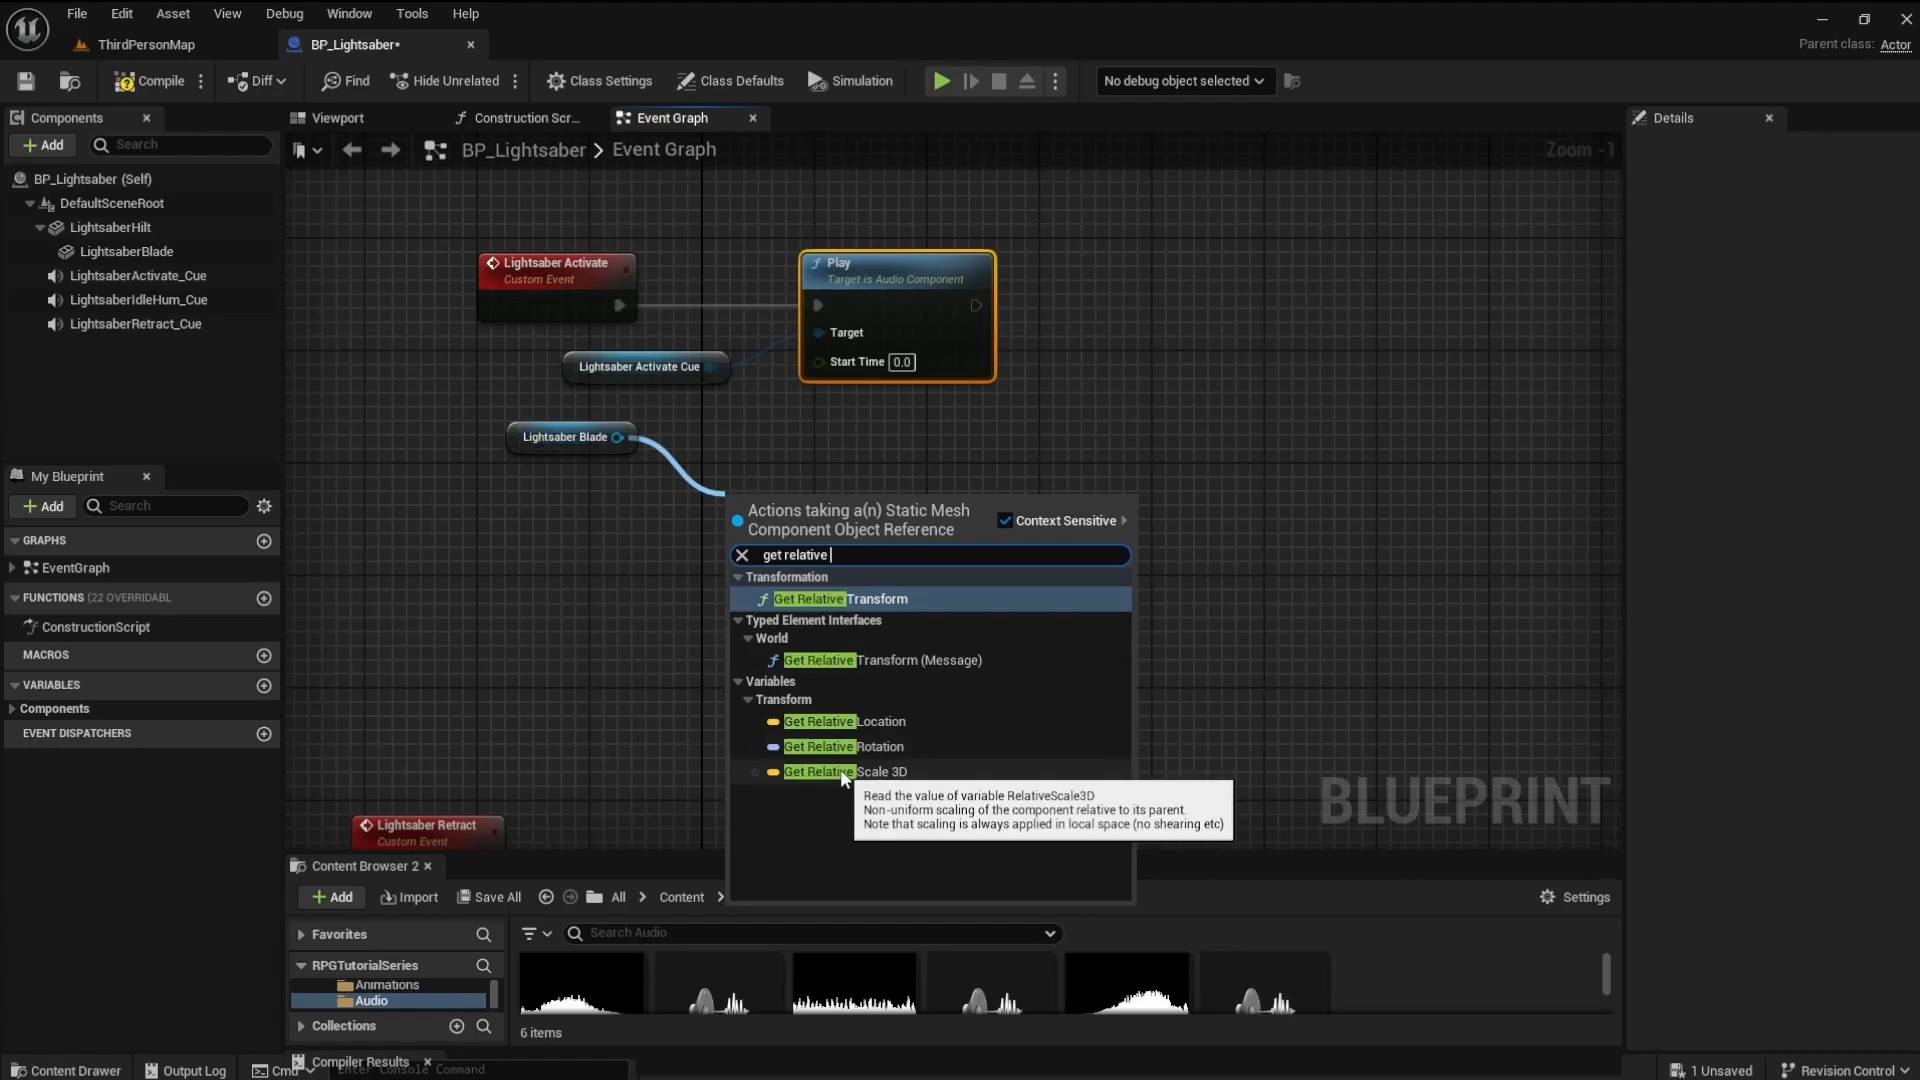 File Edit Asset View Debug Window Tools Help
ThirdPersonMap
BP_Lightsaber*
Parent class: Actor
Compile
Diff
Find
Hide Unrelated
Class Settings
Class Defaults
Simulation
No debug object selected
Components
Viewport
Construction Scr...
Event Graph
Details
Add
Search
BP_Lightsaber > Event Graph
Zoom -1
BP_Lightsaber (Self)
DefaultSceneRoot
LightsaberHilt
LightsaberBlade
LightsaberActivate_Cue
LightsaberIdleHum_Cue
LightsaberRetract_Cue
Lightsaber Activate
Custom Event
Play
Target is Audio Component
Target
Start Time 0.0
Lightsaber Activate Cue
Lightsaber Blade
My Blueprint
Add
Search
GRAPHS
EventGraph
FUNCTIONS (22 OVERRIDABL
ConstructionScript
MACROS
VARIABLES
Components
EVENT DISPATCHERS
Actions taking a(n) Static Mesh
Component Object Reference
Context Sensitive
get relative
Transformation
Get Relative Transform
Typed Element Interfaces
World
Get Relative Transform (Message)
Variables
Transform
Get Relative Location
Get Relative Rotation
Get Relative Scale 3D
Read the value of variable RelativeScale3D
Non-uniform scaling of the component relative to its parent.
Note that scaling is always applied in local space (no shearing etc)
BLUEPRINT
Lightsaber Retract
Custom Event
Content Browser 2
Add
Import
Save All
All
Content
Settings
Favorites
Search Audio
RPGTutorialSeries
Animations
Audio
Collections
6 items
Compiler Results
Content Drawer
Output Log
Cmd
Enter Console Command
1 Unsaved
Revision Control